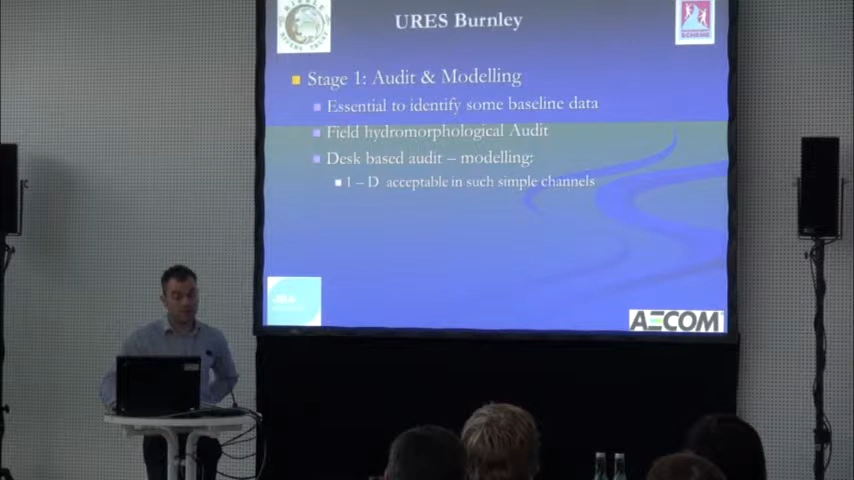 URES Burnley
Stage 1: Audit & Modelling
Essential to identify some baseline data
Field hydromorphological Audit
Desk based audit – modelling:
1 – D acceptable in such simple channels
AECOM